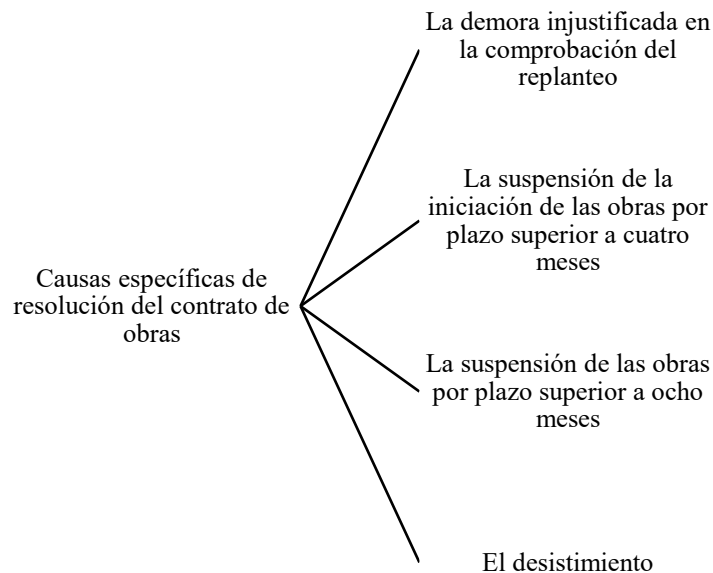 La demora injustificada en
la comprobación del
replanteo
La suspensión de la
iniciación de las obras por
plazo superior a cuatro
meses
Causas específicas de
resolución del contrato de
obras
La suspensión de las obras
por plazo superior a ocho
meses
El desistimiento